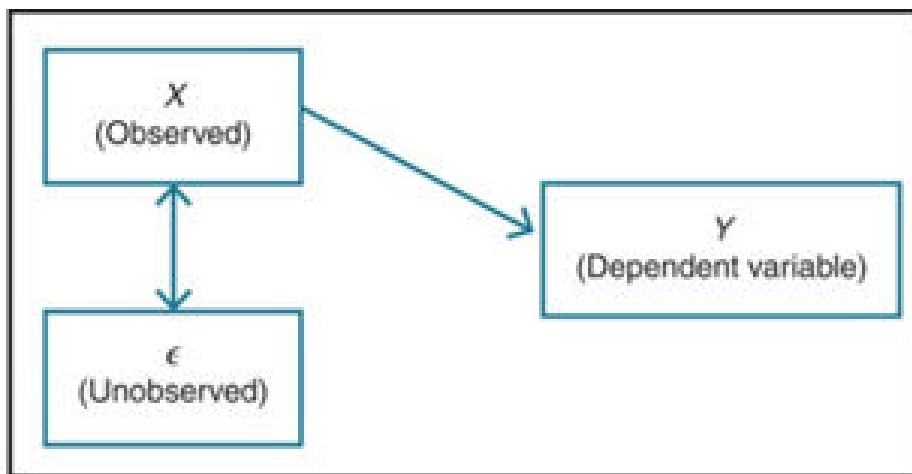 X
(Observed)
Y
(Dependent variable)
ϵ
(Unobserved)